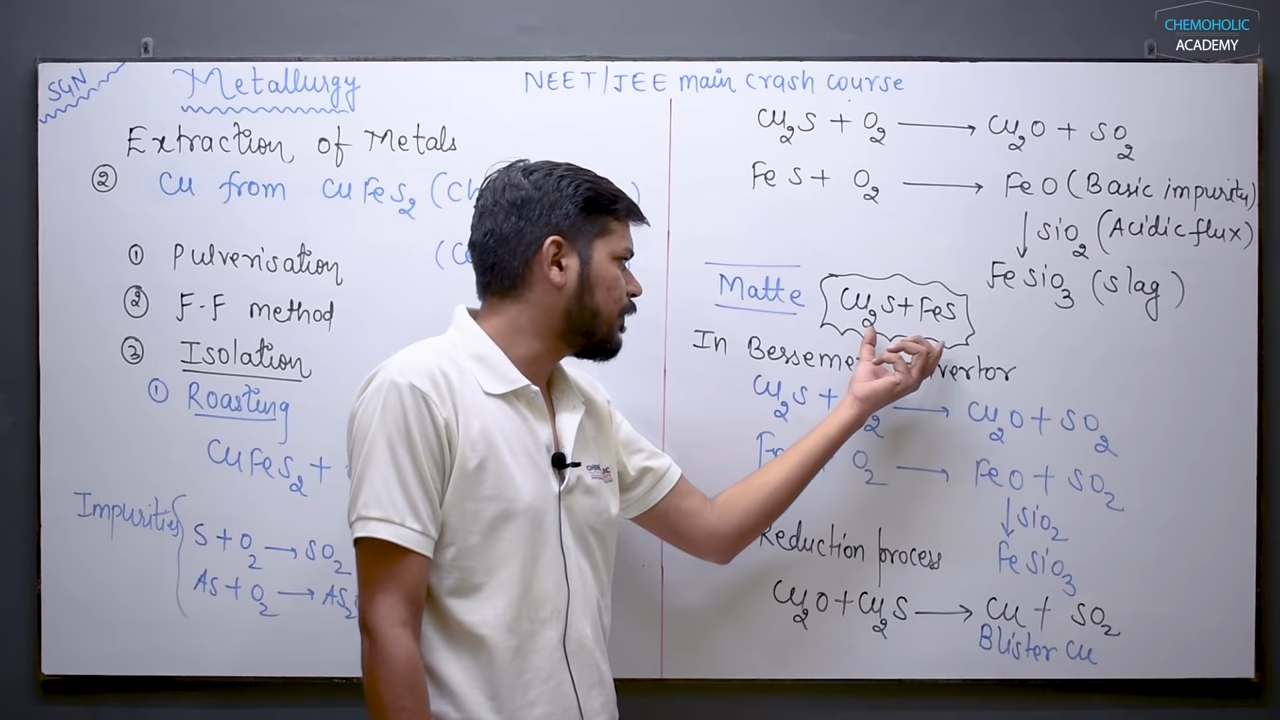 CHEMOHOLIC
ACADEMY
SGN
Metallurgy
NEET/JEE main crash course
Extraction of Metals
② Cu from CuFeS₂ (Ch )
① Pulverisation
② F-F method
③ Isolation
① Roasting
CuFeS₂ +
Impurities
S + O₂ → SO₂
As + O₂ → As₂
Cu₂S + O₂ → Cu₂O + SO₂
FeS + O₂ → FeO (Basic impurity)
↓ SiO₂ (Acidic flux)
FeSiO₃ (slag)
Matte Cu₂S + FeS
In Besseme vertor
Cu₂S + ₂ → Cu₂O + SO₂
O₂ → FeO + SO₂
↓ SiO₂
FeSiO₃
Reduction process
Cu₂O + Cu₂S → Cu + SO₂
Blister Cu